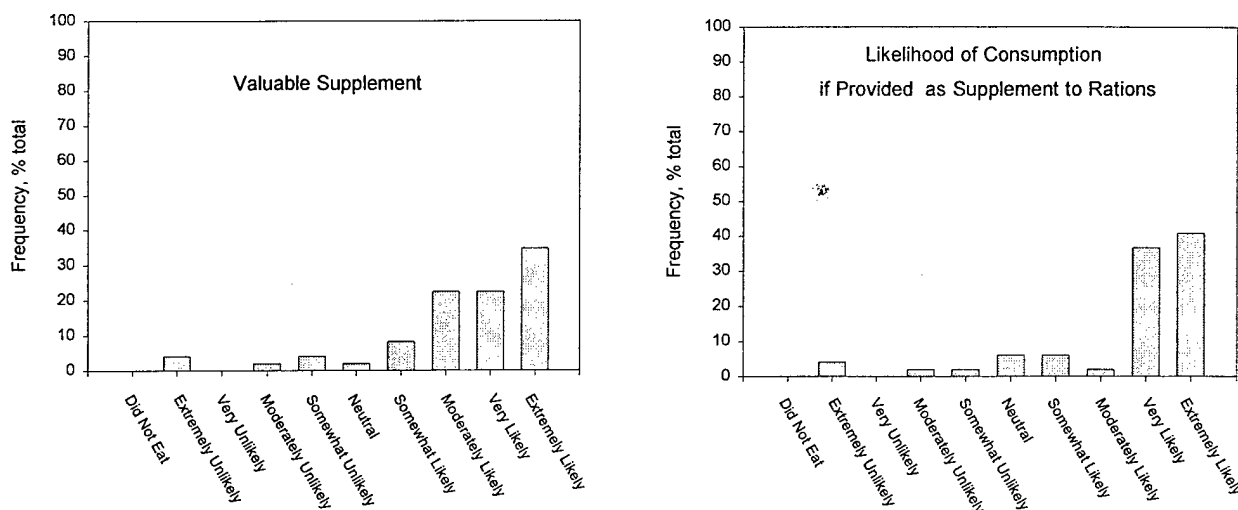 Valuable Supplement
Frequency, % total
100
90
80
70
60
50
40
30
20
10
0
Did Not Eat
Extremely Unlikely
Very Unlikely
Moderately Unlikely
Somewhat Unlikely
Neutral
Somewhat Likely
Moderately Likely
Very Likely
Extremely Likely
Likelihood of Consumption
if Provided as Supplement to Rations
Frequency, % total
100
90
80
70
60
50
40
30
20
10
0
Did Not Eat
Extremely Unlikely
Very Unlikely
Moderately Unlikely
Somewhat Unlikely
Neutral
Somewhat Likely
Moderately Likely
Very Likely
Extremely Likely